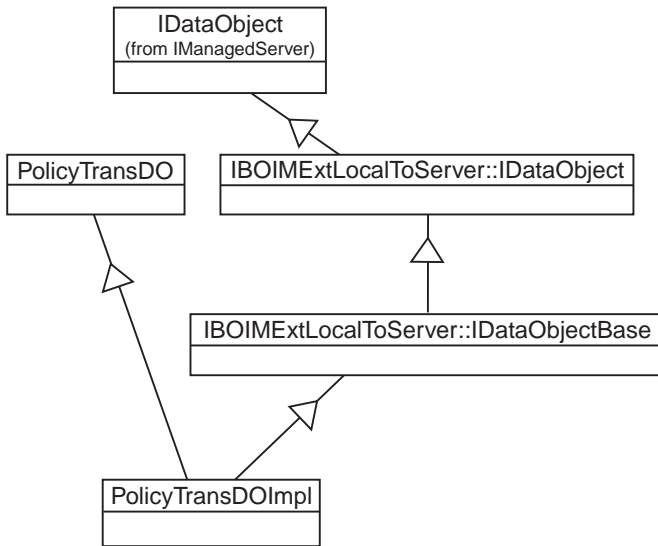 IDataObject
(from IManagedServer)
PolicyTransDO
IBOIMExtLocalToServer::IDataObject
IBOIMExtLocalToServer::IDataObjectBase
PolicyTransDOImpl